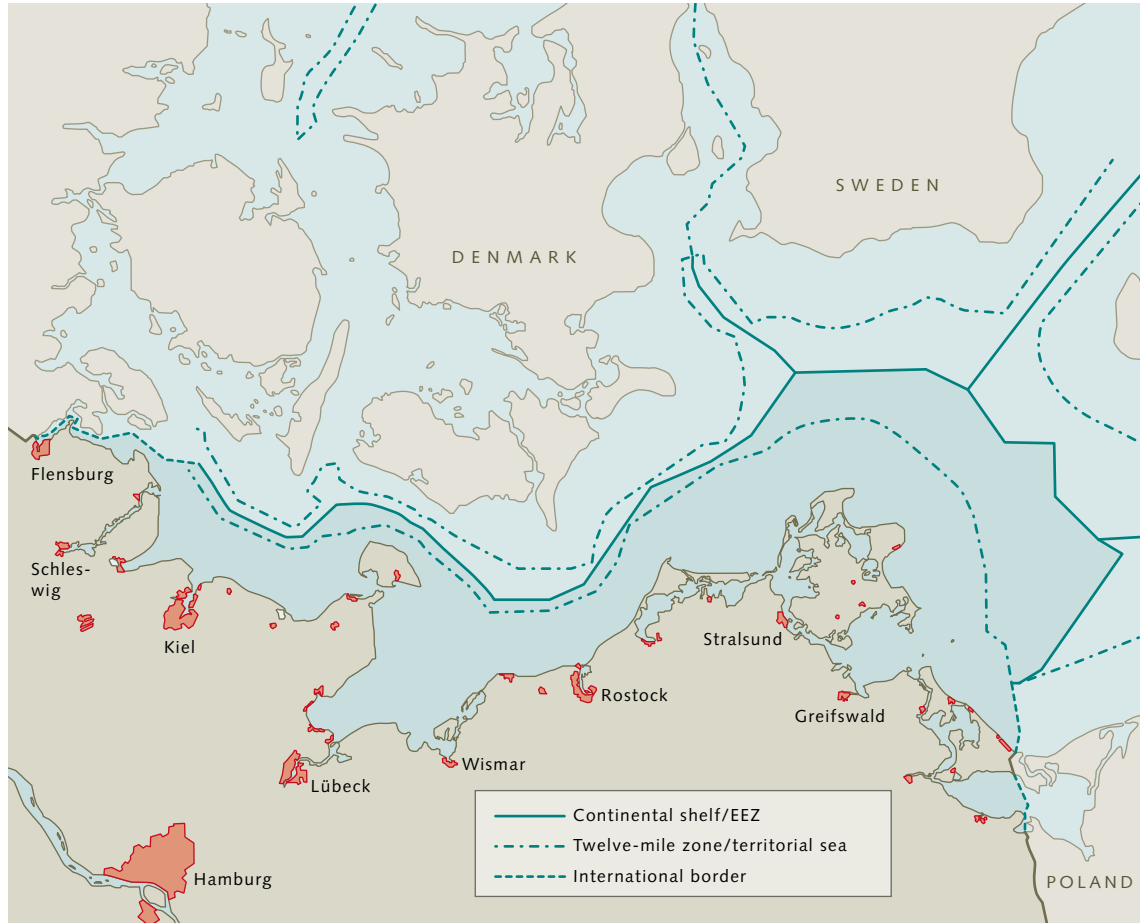 SWEDEN
DENMARK
Flensburg
Schles-
wig
Kiel
Stralsund
Rostock
Greifswald
Wismar
Lübeck
Continental shelf/EEZ
Twelve-mile zone/territorial sea
International border
Hamburg
POLAND